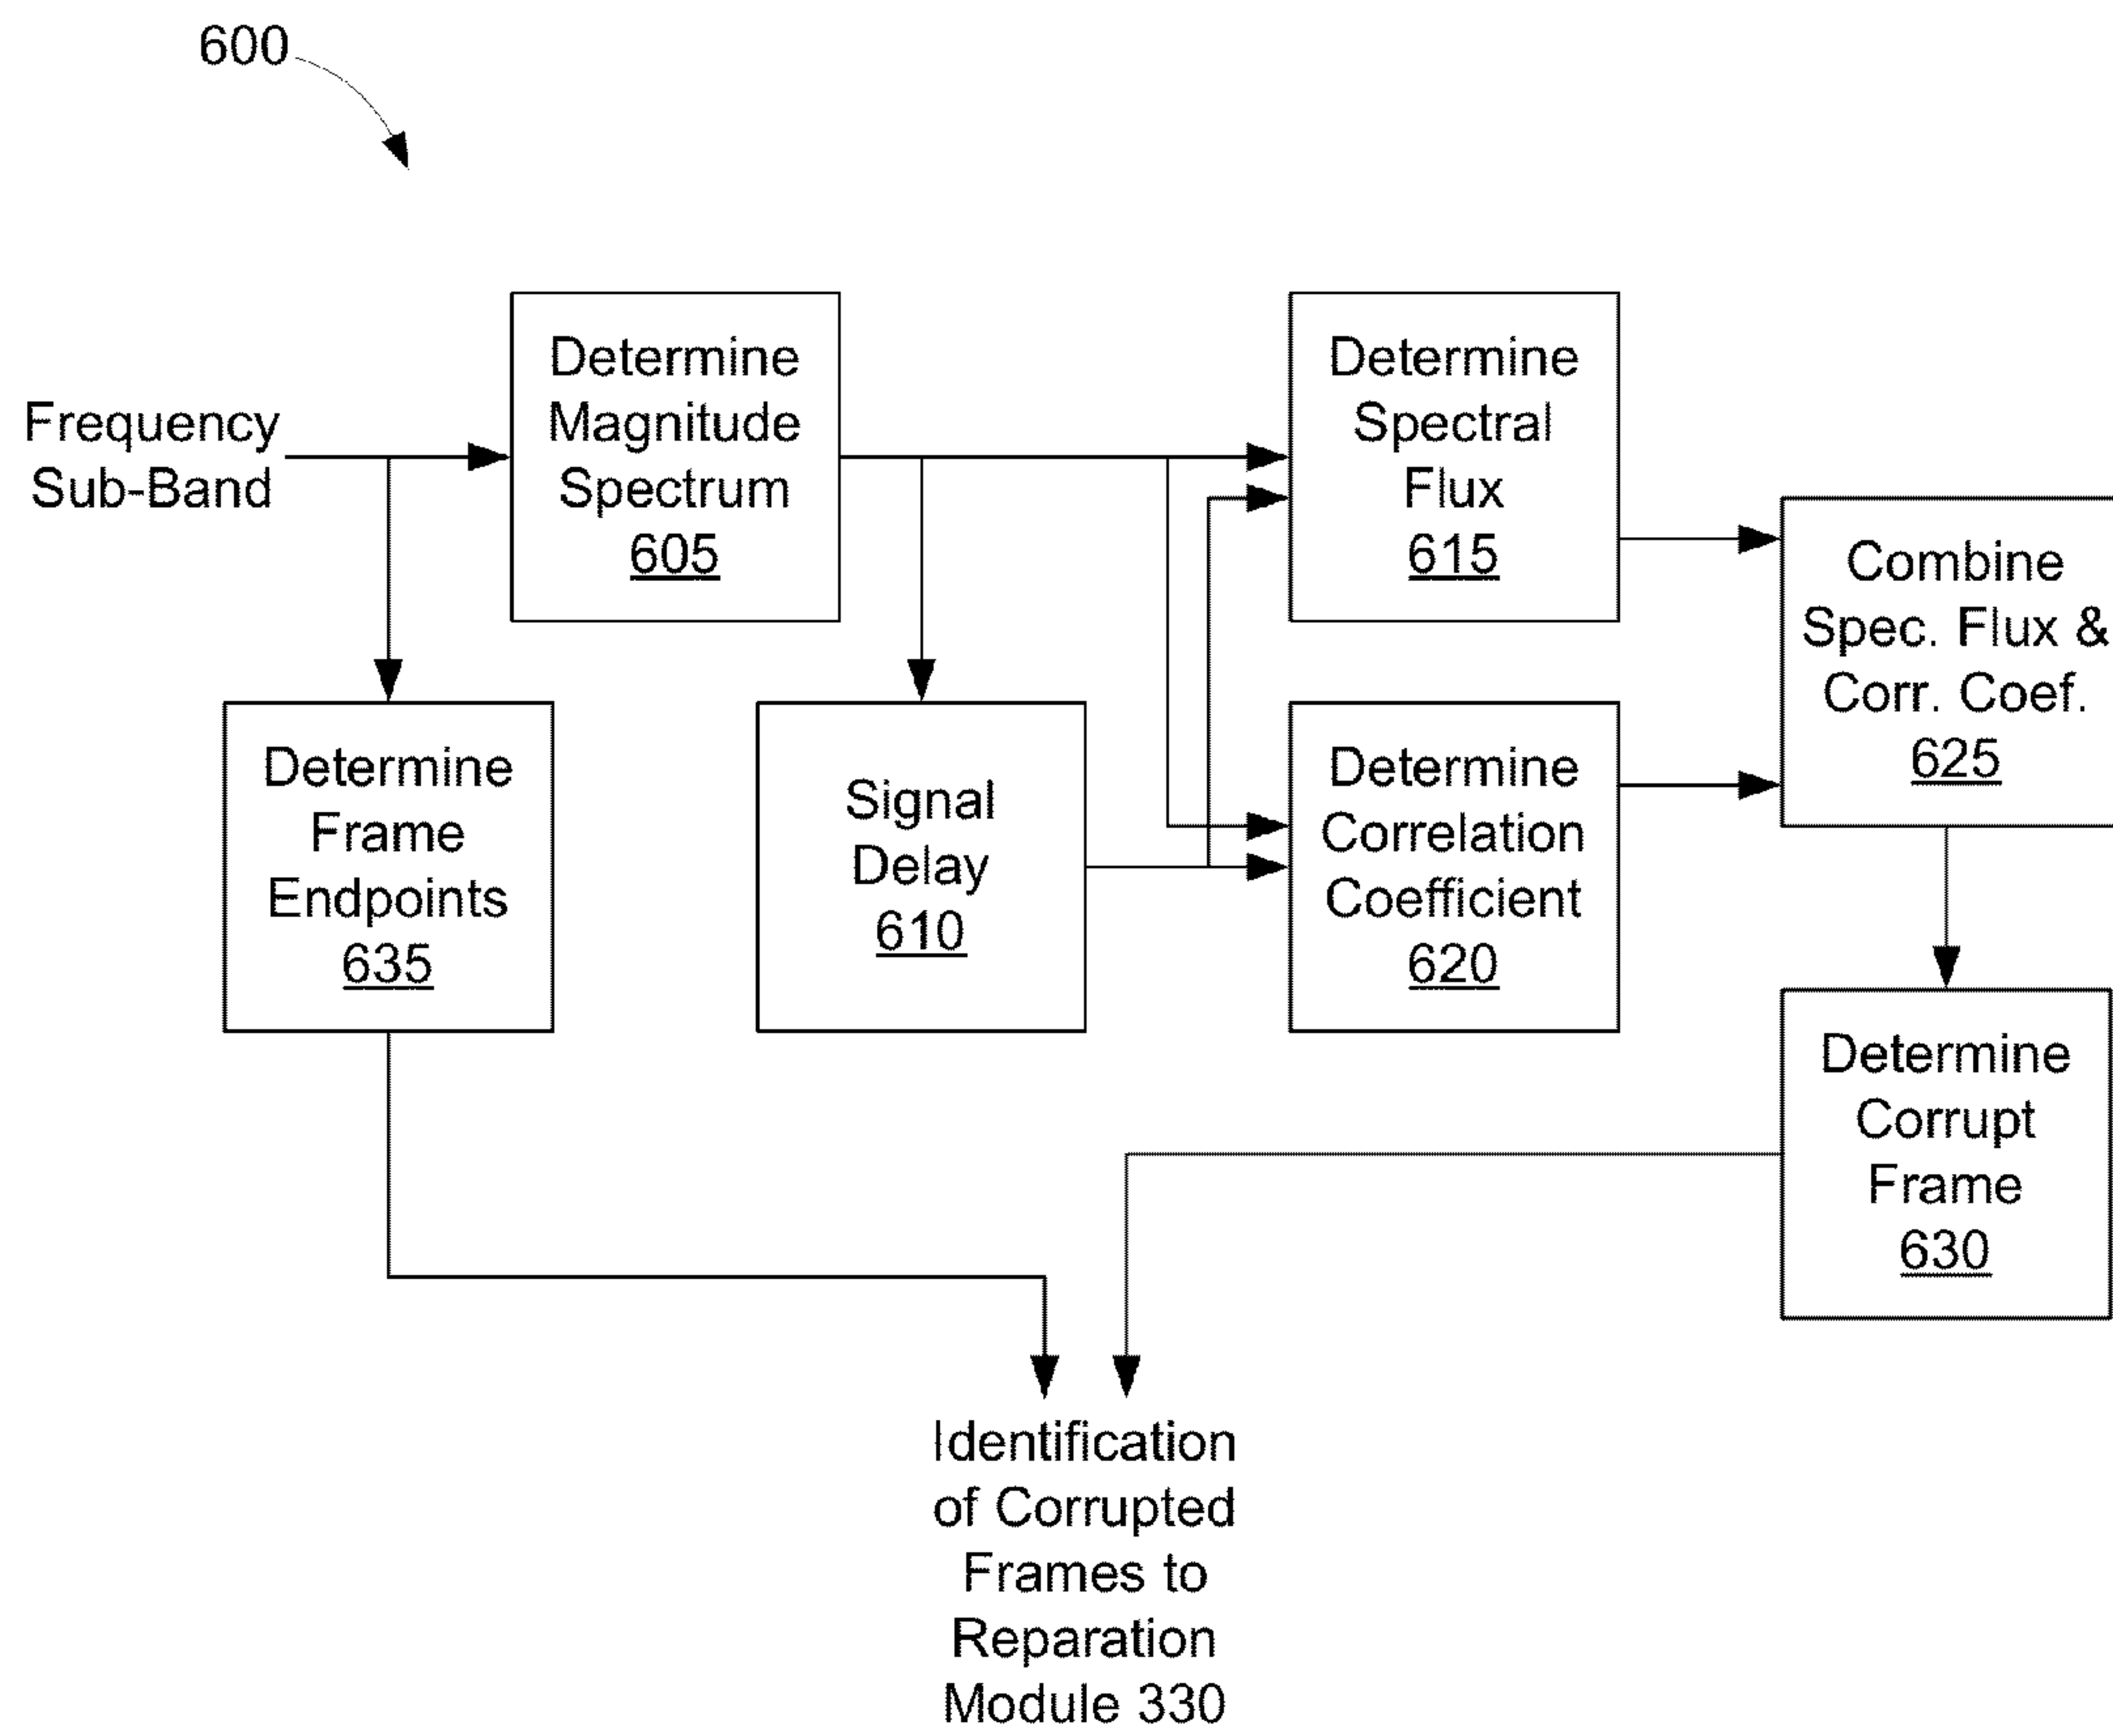 600
Frequency
Sub-Band
Determine
Magnitude
Spectrum
605
Determine
Spectral
Flux
615
Combine
Spec. Flux &
Corr. Coef.
625
Determine
Frame
Endpoints
635
Signal
Delay
610
Determine
Correlation
Coefficient
620
Determine
Corrupt
Frame
630
Identification
of Corrupted
Frames to
Reparation
Module 330